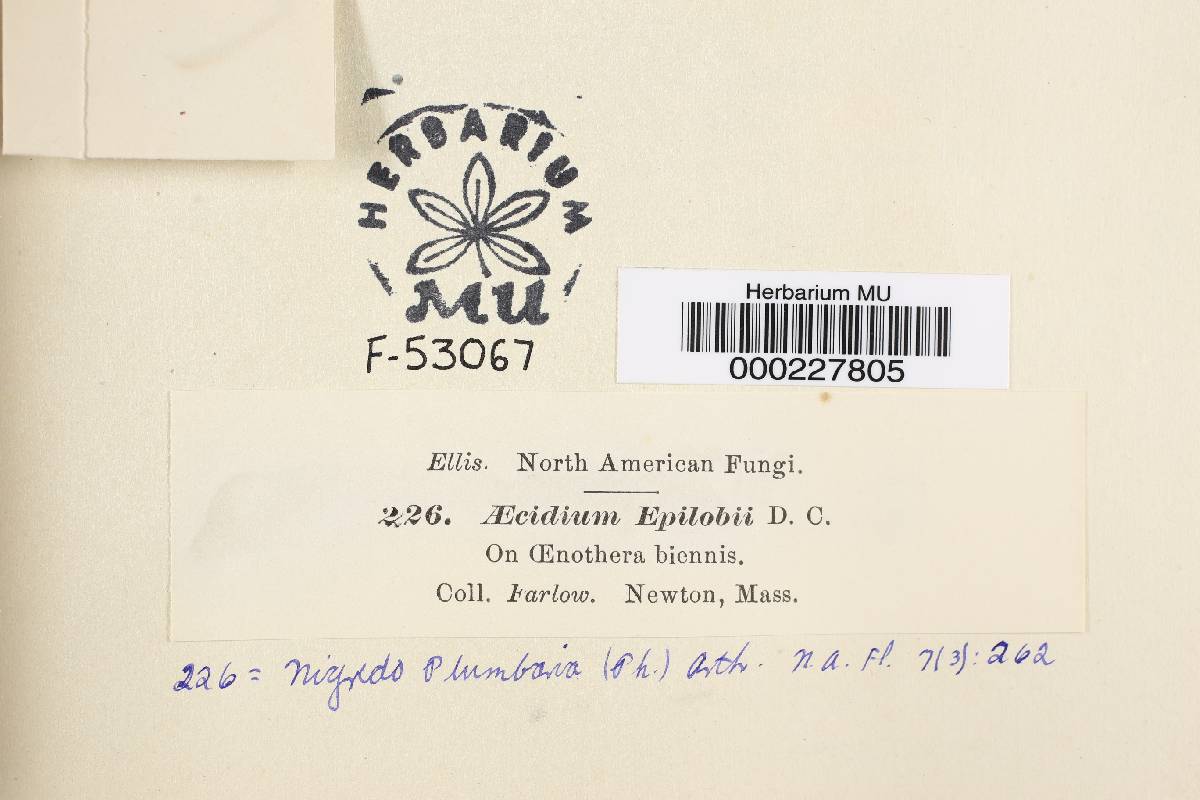 HERBARIUM
MU
F-53067
Herbarium MU
000227805
Ellis. North American Fungi.
226. Æcidium Epilobii D. C.
On Œnothera biennis.
Coll. Farlow. Newton, Mass.
226 = Nigredo Plumbaria (Ph.) Arth. N. A. Fl. 7(3): 262